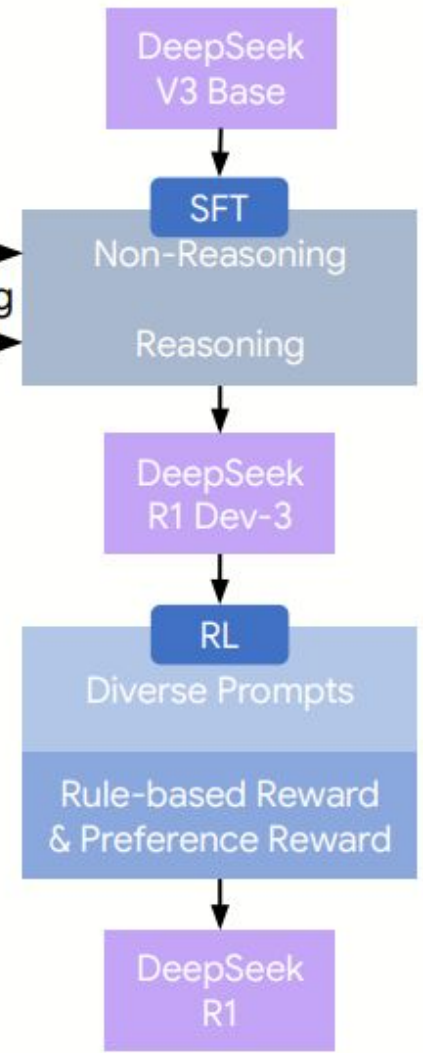 DeepSeek
V3 Base
SFT
Non-Reasoning
g
Reasoning
DeepSeek
R1 Dev-3
RL
Diverse Prompts
Rule-based Reward
& Preference Reward
DeepSeek
R1